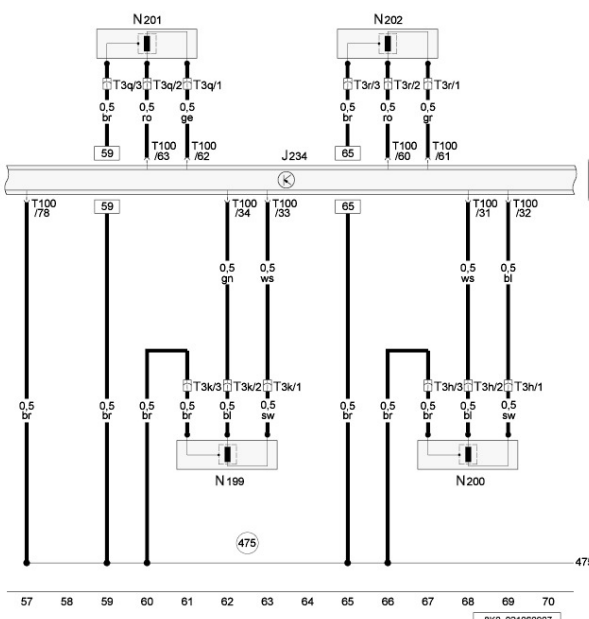 N201 N202
T3q/3 T3q/2 T3q/1 T3r/3 T3r/2 T3r/1
0,5 0,5 0,5 0,5 0,5 0,5
br ro ge br ro gr
59 T100 T100 65 T100 T100
/63 /62 /60 /61
J234
T100 59 T100 T100 65 T100 T100
/78 /34 /33 /31 /32
0,5 0,5 0,5 0,5
gn ws ws bl
T3k/3 T3k/2 T3k/1 T3h/3 T3h/2 T3h/1
0,5 0,5 0,5 0,5 0,5 0,5 0,5 0,5 0,5 0,5 0,5
br br br br bl sw br br br bl sw
N199 N200
475
475
57 58 59 60 61 62 63 64 65 66 67 68 69 70